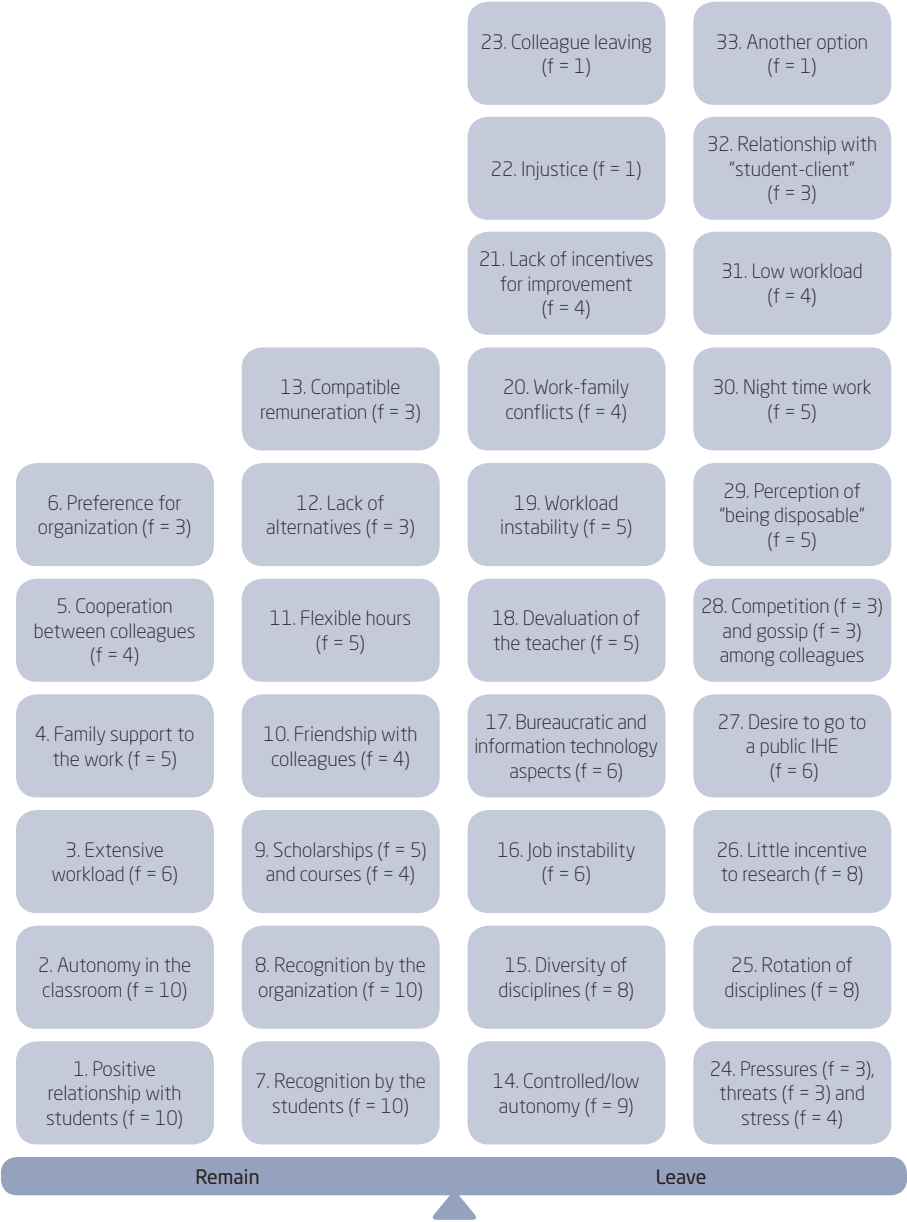 23. Colleague leaving
(f = 1)
33. Another option
(f = 1)
22. Injustice (f = 1)
32. Relationship with
"student-client"
(f = 3)
21. Lack of incentives
for improvement
(f = 4)
31. Low workload
(f = 4)
13. Compatible
remuneration (f = 3)
20. Work-family
conflicts (f = 4)
30. Night time work
(f = 5)
6. Preference for
organization (f = 3)
12. Lack of
alternatives (f = 3)
19. Workload
instability (f = 5)
29. Perception of
"being disposable"
(f = 5)
5. Cooperation
between colleagues
(f = 4)
11. Flexible hours
(f = 5)
18. Devaluation of
the teacher (f = 5)
28. Competition (f = 3)
and gossip (f = 3)
among colleagues
4. Family support to
the work (f = 5)
10. Friendship with
colleagues (f = 4)
17. Bureaucratic and
information technology
aspects (f = 6)
27. Desire to go to
a public IHE
(f = 6)
3. Extensive
workload (f = 6)
9. Scholarships (f = 5)
and courses (f = 4)
16. Job instability
(f = 6)
26. Little incentive
to research (f = 8)
2. Autonomy in the
classroom (f = 10)
8. Recognition by the
organization (f = 10)
15. Diversity of
disciplines (f = 8)
25. Rotation of
disciplines (f = 8)
1. Positive
relationship with
students (f = 10)
7. Recognition by the
students (f = 10)
14. Controlled/low
autonomy (f = 9)
24. Pressures (f = 3),
threats (f = 3) and
stress (f = 4)
Remain
Leave